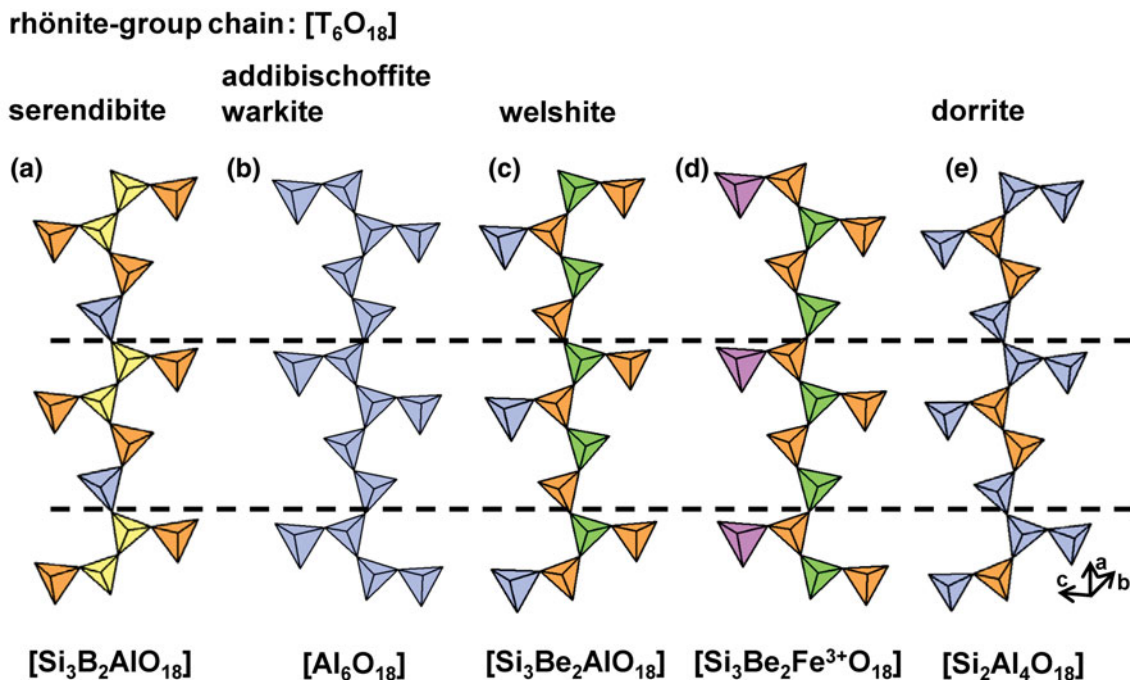 rhönite-group chain: [T₆O₁₈]
addibischoffite
serendibite warkite welshite dorrite
(a) (b) (c) (d) (e)
a
c b
[Si₃B₂AlO₁₈] [Al₆O₁₈] [Si₃Be₂AlO₁₈] [Si₃Be₂Fe³⁺O₁₈] [Si₂Al₄O₁₈]